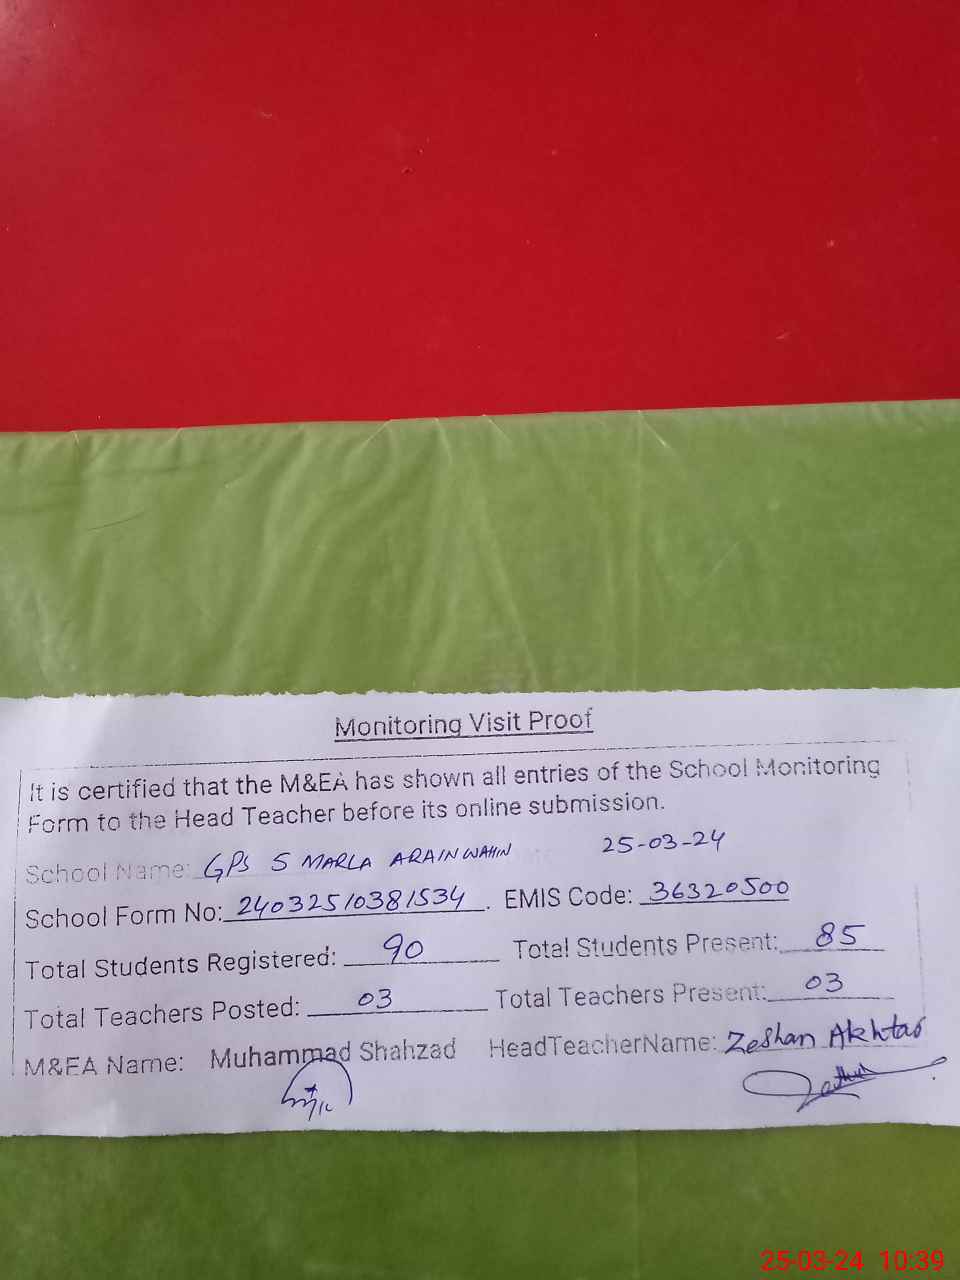 Monitoring Visit Proof
It is certified that the M&EA has shown all entries of the School Monitoring
Form to the Head Teacher before its online submission.
School Name: GPS 5 MARLA ARAIN WAHIN 25-03-24
School Form No: 24032510381534. EMIS Code: 36320500
Total Students Registered: 90 Total Students Present: 85
Total Teachers Posted: 03 Total Teachers Present: 03
M&EA Name: Muhammad Shahzad HeadTeacherName: Zeshan Akhtar
25-03-24 10:39